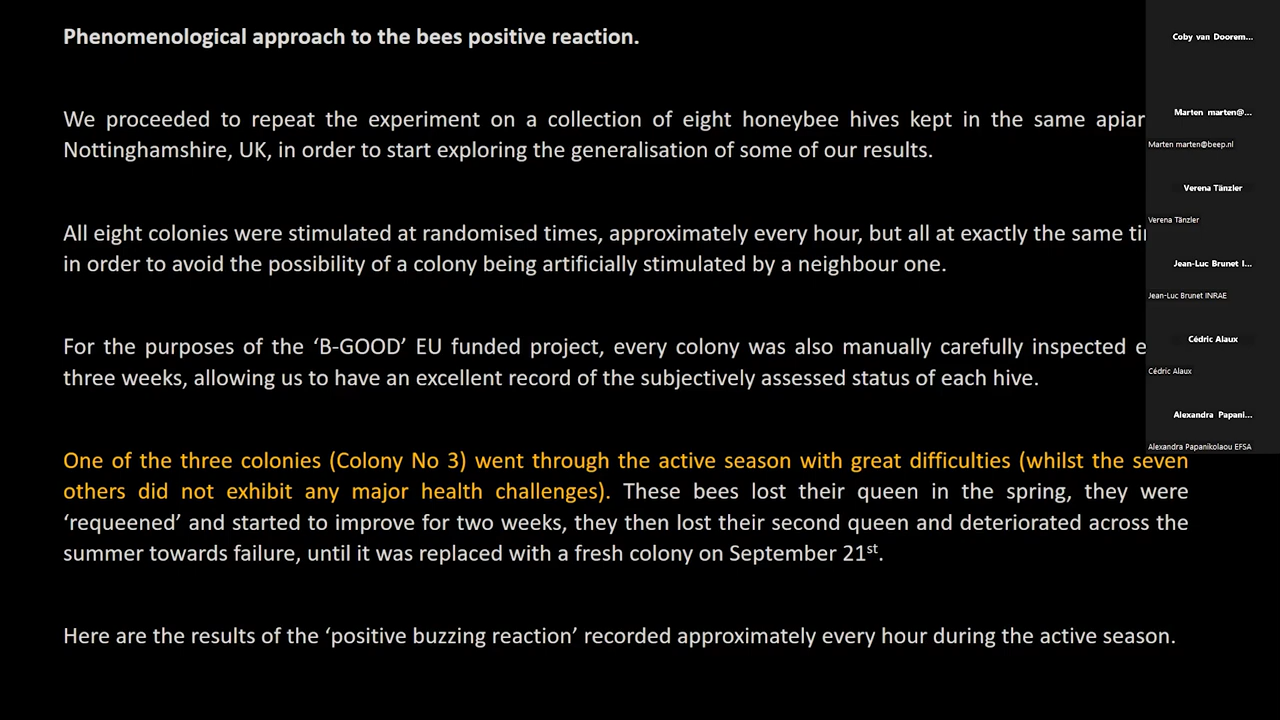 Phenomenological approach to the bees positive reaction.
We proceeded to repeat the experiment on a collection of eight honeybee hives kept in the same apiar
Nottinghamshire, UK, in order to start exploring the generalisation of some of our results.
All eight colonies were stimulated at randomised times, approximately every hour, but all at exactly the same ti
in order to avoid the possibility of a colony being artificially stimulated by a neighbour one.
For the purposes of the ‘B-GOOD’ EU funded project, every colony was also manually carefully inspected e
three weeks, allowing us to have an excellent record of the subjectively assessed status of each hive.
One of the three colonies (Colony No 3) went through the active season with great difficulties (whilst the seven
others did not exhibit any major health challenges). These bees lost their queen in the spring, they were
‘requeened’ and started to improve for two weeks, they then lost their second queen and deteriorated across the
summer towards failure, until it was replaced with a fresh colony on September 21st.
Here are the results of the ‘positive buzzing reaction’ recorded approximately every hour during the active season.
Coby van Doorem...
Marten marten@...
Marten marten@beep.nl
Verena Tänzler
Verena Tänzler
Jean-Luc Brunet I...
Jean-Luc Brunet INRAE
Cédric Alaux
Cédric Alaux
Alexandra Papani...
Alexandra Papanikolaou EFSA